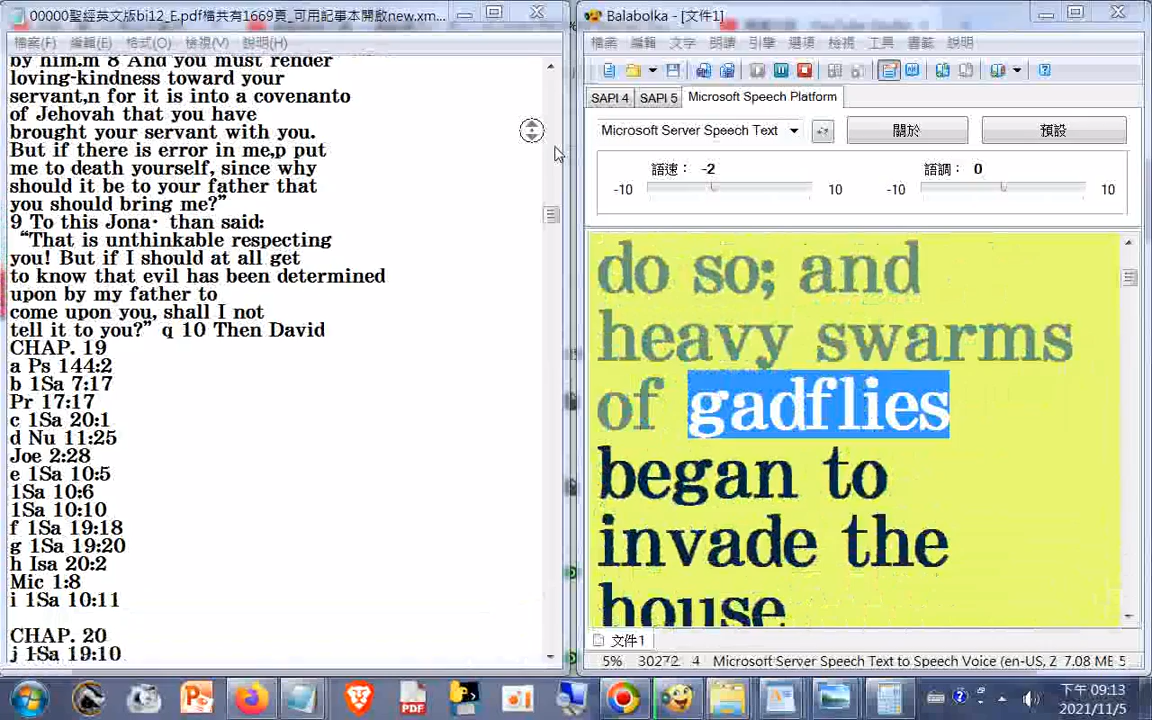 00000聖經英文版bi12_E.pdf檔共有1669頁_可用記事本開啟new.xm...
檔案(F) 編輯(E) 格式(O) 檢視(V) 說明(H)
by him.m 8 And you must render
loving-kindness toward your
servant,n for it is into a covenanto
of Jehovah that you have
brought your servant with you.
But if there is error in me,p put
me to death yourself, since why
should it be to your father that
you should bring me?”
9 To this Jona· than said:
“That is unthinkable respecting
you! But if I should at all get
to know that evil has been determined
upon by my father to
come upon you, shall I not
tell it to you?” q 10 Then David
CHAP. 19
a Ps 144:2
b 1Sa 7:17
Pr 17:17
c 1Sa 20:1
d Nu 11:25
Joe 2:28
e 1Sa 10:5
1Sa 10:6
1Sa 10:10
f 1Sa 19:18
g 1Sa 19:20
h Isa 20:2
Mic 1:8
i 1Sa 10:11
CHAP. 20
j 1Sa 19:10
Balabolka - [文件1]
檔案 編輯 文字 朗讀 引擎 選項 檢視 工具 書籤 說明
SAPI 4 SAPI 5 Microsoft Speech Platform
Microsoft Server Speech Text 關於 預設
語速： -2 語調： 0
-10 10 -10 10
do so; and
heavy swarms
of gadflies
began to
invade the
house
文件1
5% 30272 4 Microsoft Server Speech Text to Speech Voice (en-US, Z 7.08 MB 5
PDF
下午 09:13
2021/11/5